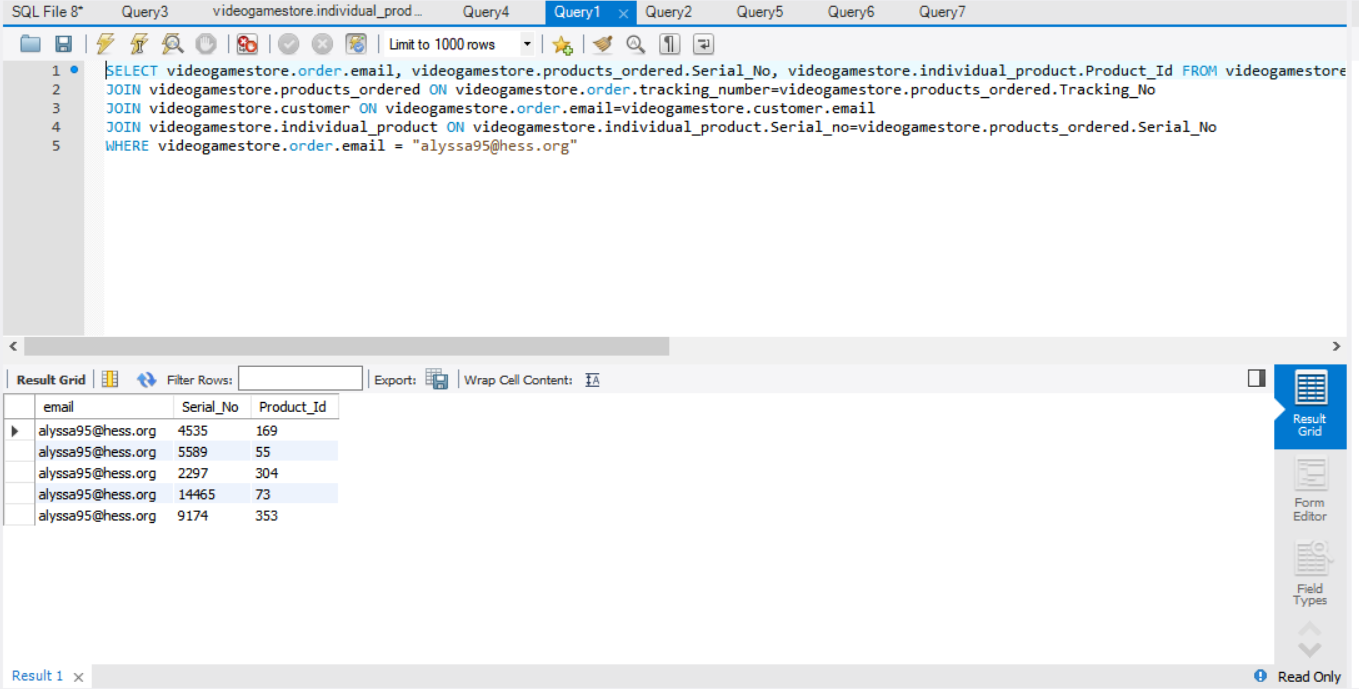 SQL File 8* Query3 videogamestore.individual_prod... Query4 Query1 Query2 Query5 Query6 Query7
Limit to 1000 rows
1 SELECT videogamestore.order.email, videogamestore.products_ordered.Serial_No, videogamestore.individual_product.Product_Id FROM videogamestore
2 JOIN videogamestore.products_ordered ON videogamestore.order.tracking_number=videogamestore.products_ordered.Tracking_No
3 JOIN videogamestore.customer ON videogamestore.order.email=videogamestore.customer.email
4 JOIN videogamestore.individual_product ON videogamestore.individual_product.Serial_no=videogamestore.products_ordered.Serial_No
5 WHERE videogamestore.order.email = "alyssa95@hess.org"
Result Grid Filter Rows: Export: Wrap Cell Content: IA
email Serial_No Product_Id
alyssa95@hess.org 4535 169
alyssa95@hess.org 5589 55
alyssa95@hess.org 2297 304
alyssa95@hess.org 14465 73
alyssa95@hess.org 9174 353
Result
Grid
Form
Editor
Field
Types
Result 1 Read Only